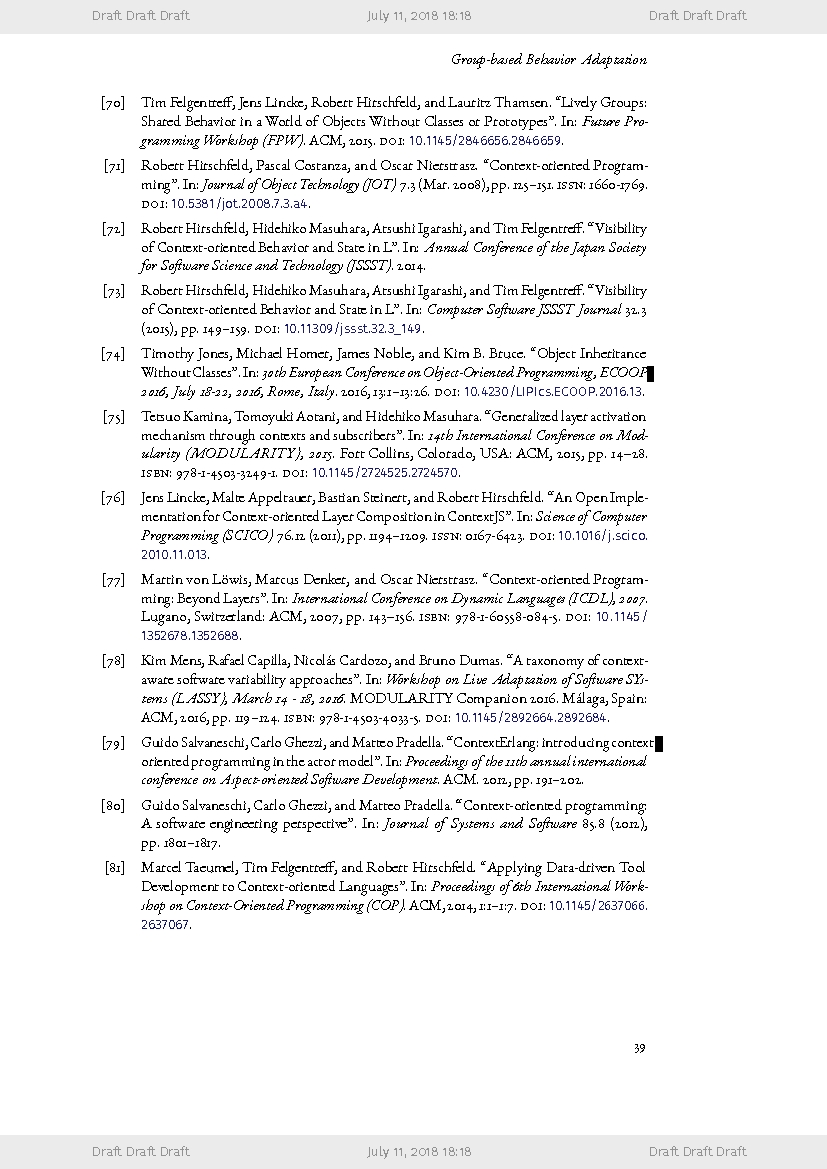 Draft Draft Draft July 11, 2018 18:18 Draft Draft Draft
Group-based Behavior Adaptation
[70] Tim Felgentreff, Jens Lincke, Robert Hirschfeld, and Lauritz Thamsen. “Lively Groups:
Shared Behavior in a World of Objects Without Classes or Prototypes”. In: Future Pro-
gramming Workshop (FPW). ACM, 2015. DOI: 10.1145/2846656.2846659.
[71] Robert Hirschfeld, Pascal Costanza, and Oscar Nierstrasz. “Context-oriented Program-
ming”. In: Journal of Object Technology (JOT) 7.3 (Mar. 2008), pp. 125–151. ISSN: 1660-1769.
DOI: 10.5381/jot.2008.7.3.a4.
[72] Robert Hirschfeld, Hidehiko Masuhara, Atsushi Igarashi, and Tim Felgentreff. “Visibility
of Context-oriented Behavior and State in L”. In: Annual Conference of the Japan Society
for Software Science and Technology (JSSST). 2014.
[73] Robert Hirschfeld, Hidehiko Masuhara, Atsushi Igarashi, and Tim Felgentreff. “Visibility
of Context-oriented Behavior and State in L”. In: Computer Software JSSST Journal 32.3
(2015), pp. 149–159. DOI: 10.11309/jssst.32.3_149.
[74] Timothy Jones, Michael Homer, James Noble, and Kim B. Bruce. “Object Inheritance
Without Classes”. In: 30th European Conference on Object-Oriented Programming, ECOOP
2016, July 18-22, 2016, Rome, Italy. 2016, 13:1–13:26. DOI: 10.4230/LIPIcs.ECOOP.2016.13.
[75] Tetsuo Kamina, Tomoyuki Aotani, and Hidehiko Masuhara. “Generalized layer activation
mechanism through contexts and subscribers”. In: 14th International Conference on Mod-
ularity (MODULARITY), 2015. Fort Collins, Colorado, USA: ACM, 2015, pp. 14–28.
ISBN: 978-1-4503-3249-1. DOI: 10.1145/2724525.2724570.
[76] Jens Lincke, Malte Appeltauer, Bastian Steinert, and Robert Hirschfeld. “An Open Imple-
mentation for Context-oriented Layer Composition in ContextJS”. In: Science of Computer
Programming (SCICO) 76.12 (2011), pp. 1194–1209. ISSN: 0167-6423. DOI: 10.1016/j.scico.
2010.11.013.
[77] Martin von Löwis, Marcus Denker, and Oscar Nierstrasz. “Context-oriented Program-
ming: Beyond Layers”. In: International Conference on Dynamic Languages (ICDL), 2007.
Lugano, Switzerland: ACM, 2007, pp. 143–156. ISBN: 978-1-60558-084-5. DOI: 10.1145/
1352678.1352688.
[78] Kim Mens, Rafael Capilla, Nicolás Cardozo, and Bruno Dumas. “A taxonomy of context-
aware software variability approaches”. In: Workshop on Live Adaptation of Software SYs-
tems (LASSY), March 14 - 18, 2016. MODULARITY Companion 2016. Málaga, Spain:
ACM, 2016, pp. 119–124. ISBN: 978-1-4503-4033-5. DOI: 10.1145/2892664.2892684.
[79] Guido Salvaneschi, Carlo Ghezzi, and Matteo Pradella. “ContextErlang: introducing context
oriented programming in the actor model”. In: Proceedings of the 11th annual international
conference on Aspect-oriented Software Development. ACM. 2012, pp. 191–202.
[80] Guido Salvaneschi, Carlo Ghezzi, and Matteo Pradella. “Context-oriented programming:
A software engineering perspective”. In: Journal of Systems and Software 85.8 (2012),
pp. 1801–1817.
[81] Marcel Taeumel, Tim Felgentreff, and Robert Hirschfeld. “Applying Data-driven Tool
Development to Context-oriented Languages”. In: Proceedings of 6th International Work-
shop on Context-Oriented Programming (COP). ACM, 2014, 1:1–1:7. DOI: 10.1145/2637066.
2637067.
39
Draft Draft Draft July 11, 2018 18:18 Draft Draft Draft